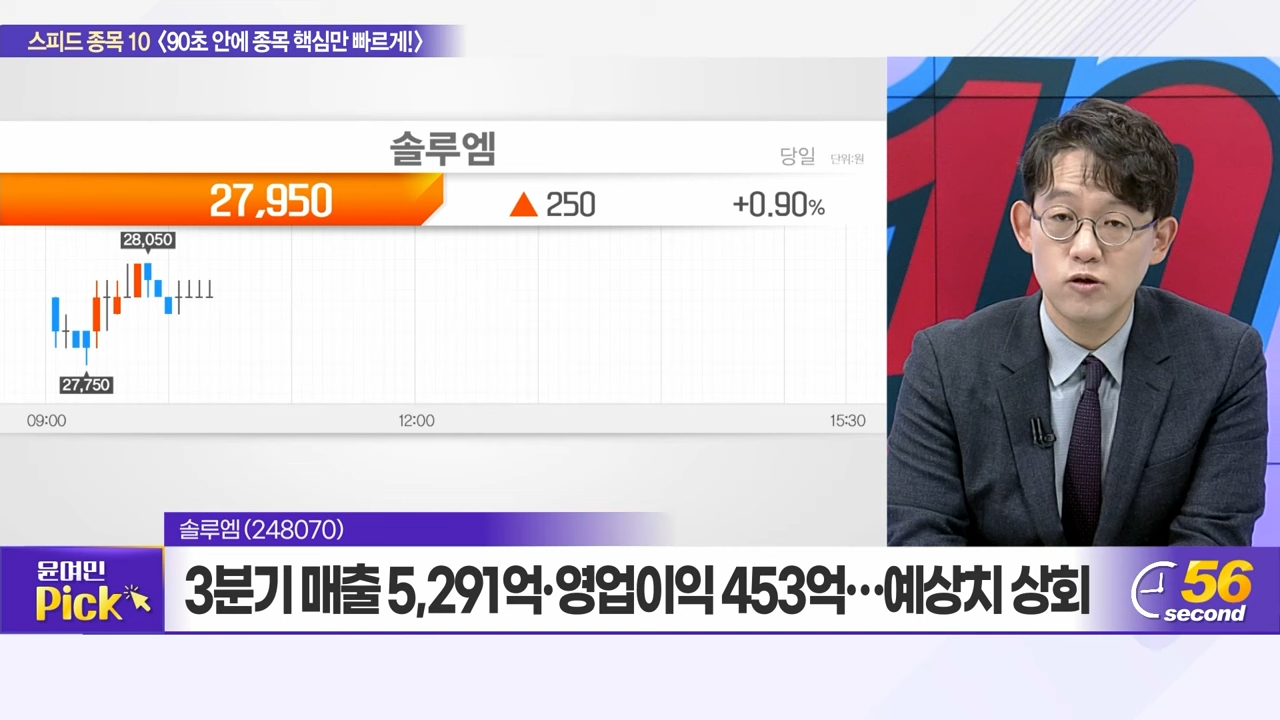 스피드 종목 10 〈90초 안에 종목 핵심만 빠르게!〉
솔루엠
당일 단위:원
27,950 ▲ 250 +0.90%
28,050
27,750
09:00 12:00 15:30
솔루엠(248070)
윤여민
Pick
3분기 매출 5,291억·영업이익 453억…예상치 상회
56
second
10